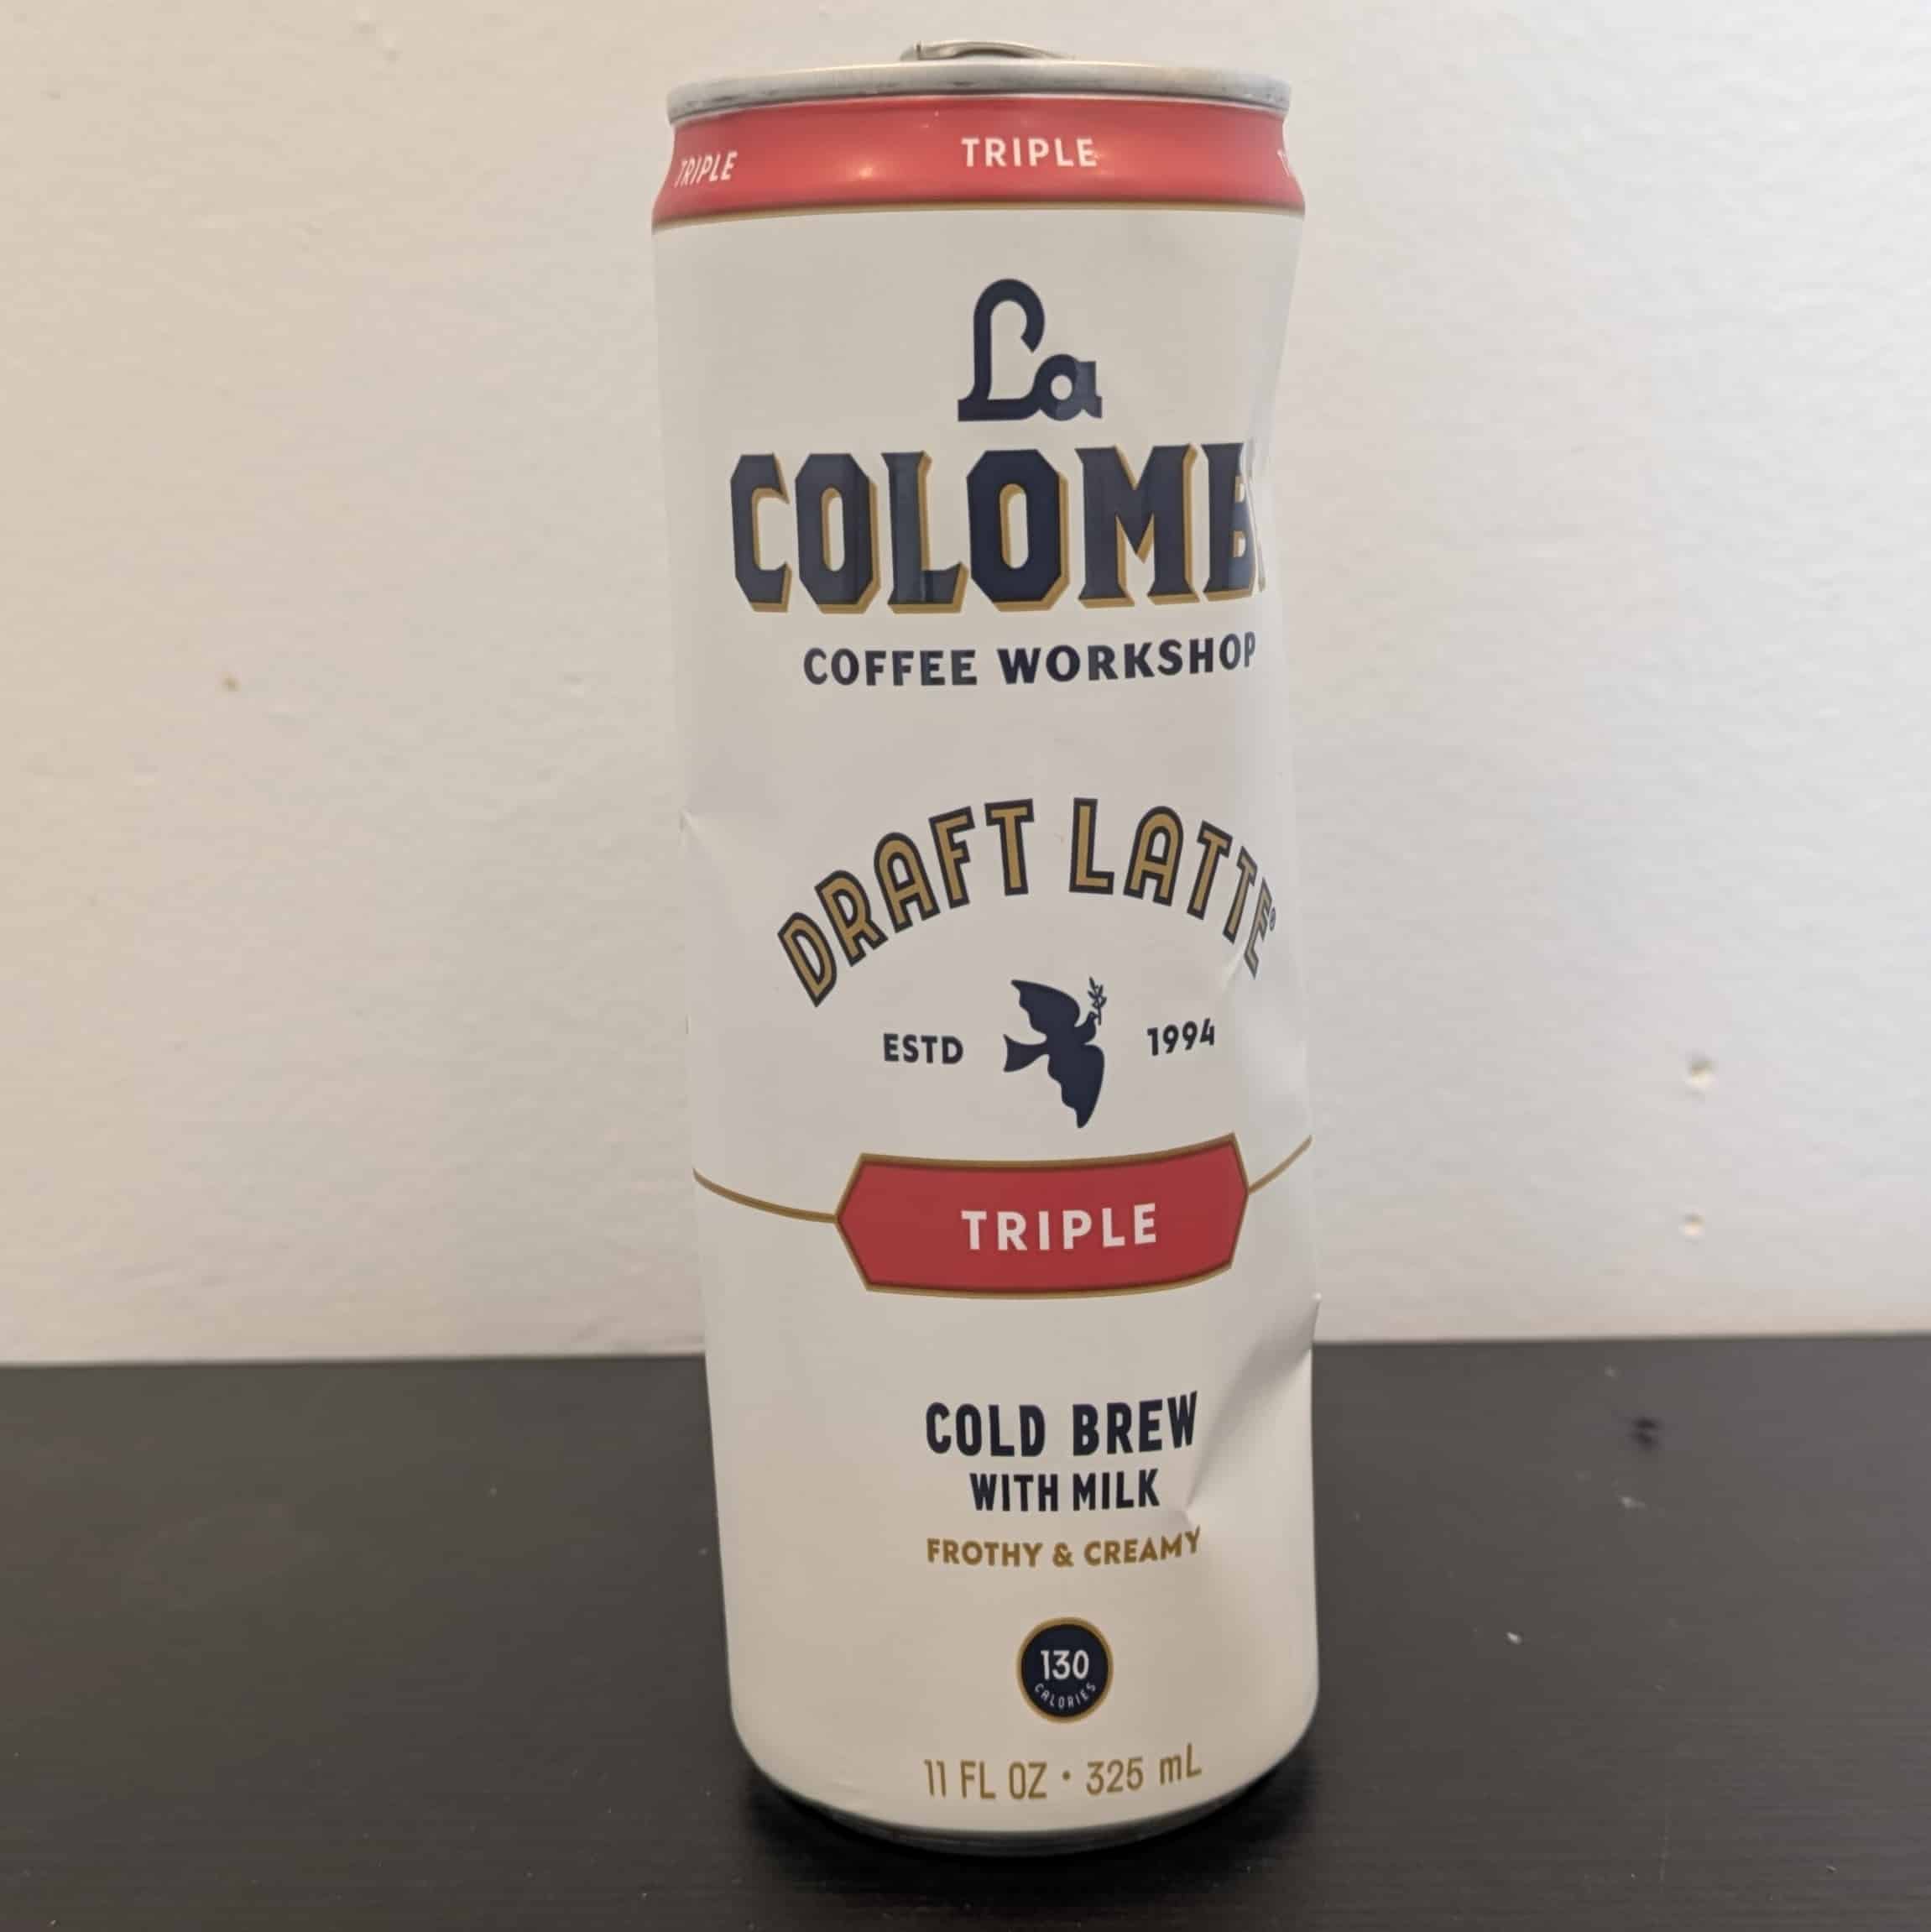 TRIPLE TRIPLE
La
COLOMB
COFFEE WORKSHOP
DRAFT LATTE®
ESTD 1994
TRIPLE
COLD BREW
WITH MILK
FROTHY & CREAMY
130
CALORIES
11 FL OZ • 325 mL